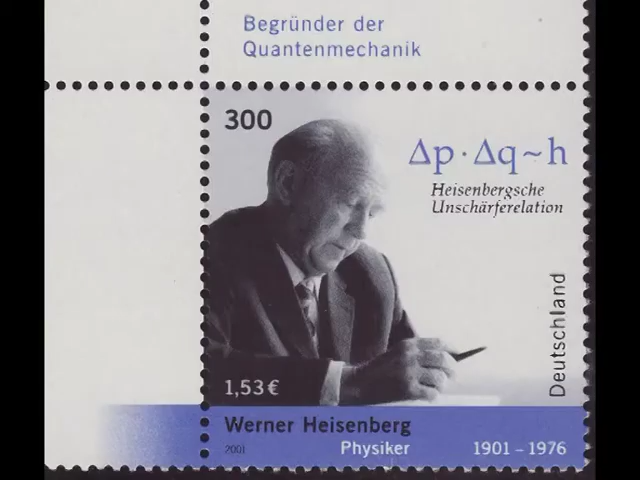 Begründer der
Quantenmechanik
300
Δp·Δq~h
Heisenbergsche
Unschärferelation
Deutschland
1,53€
Werner Heisenberg
2001
Physiker
1901 – 1976